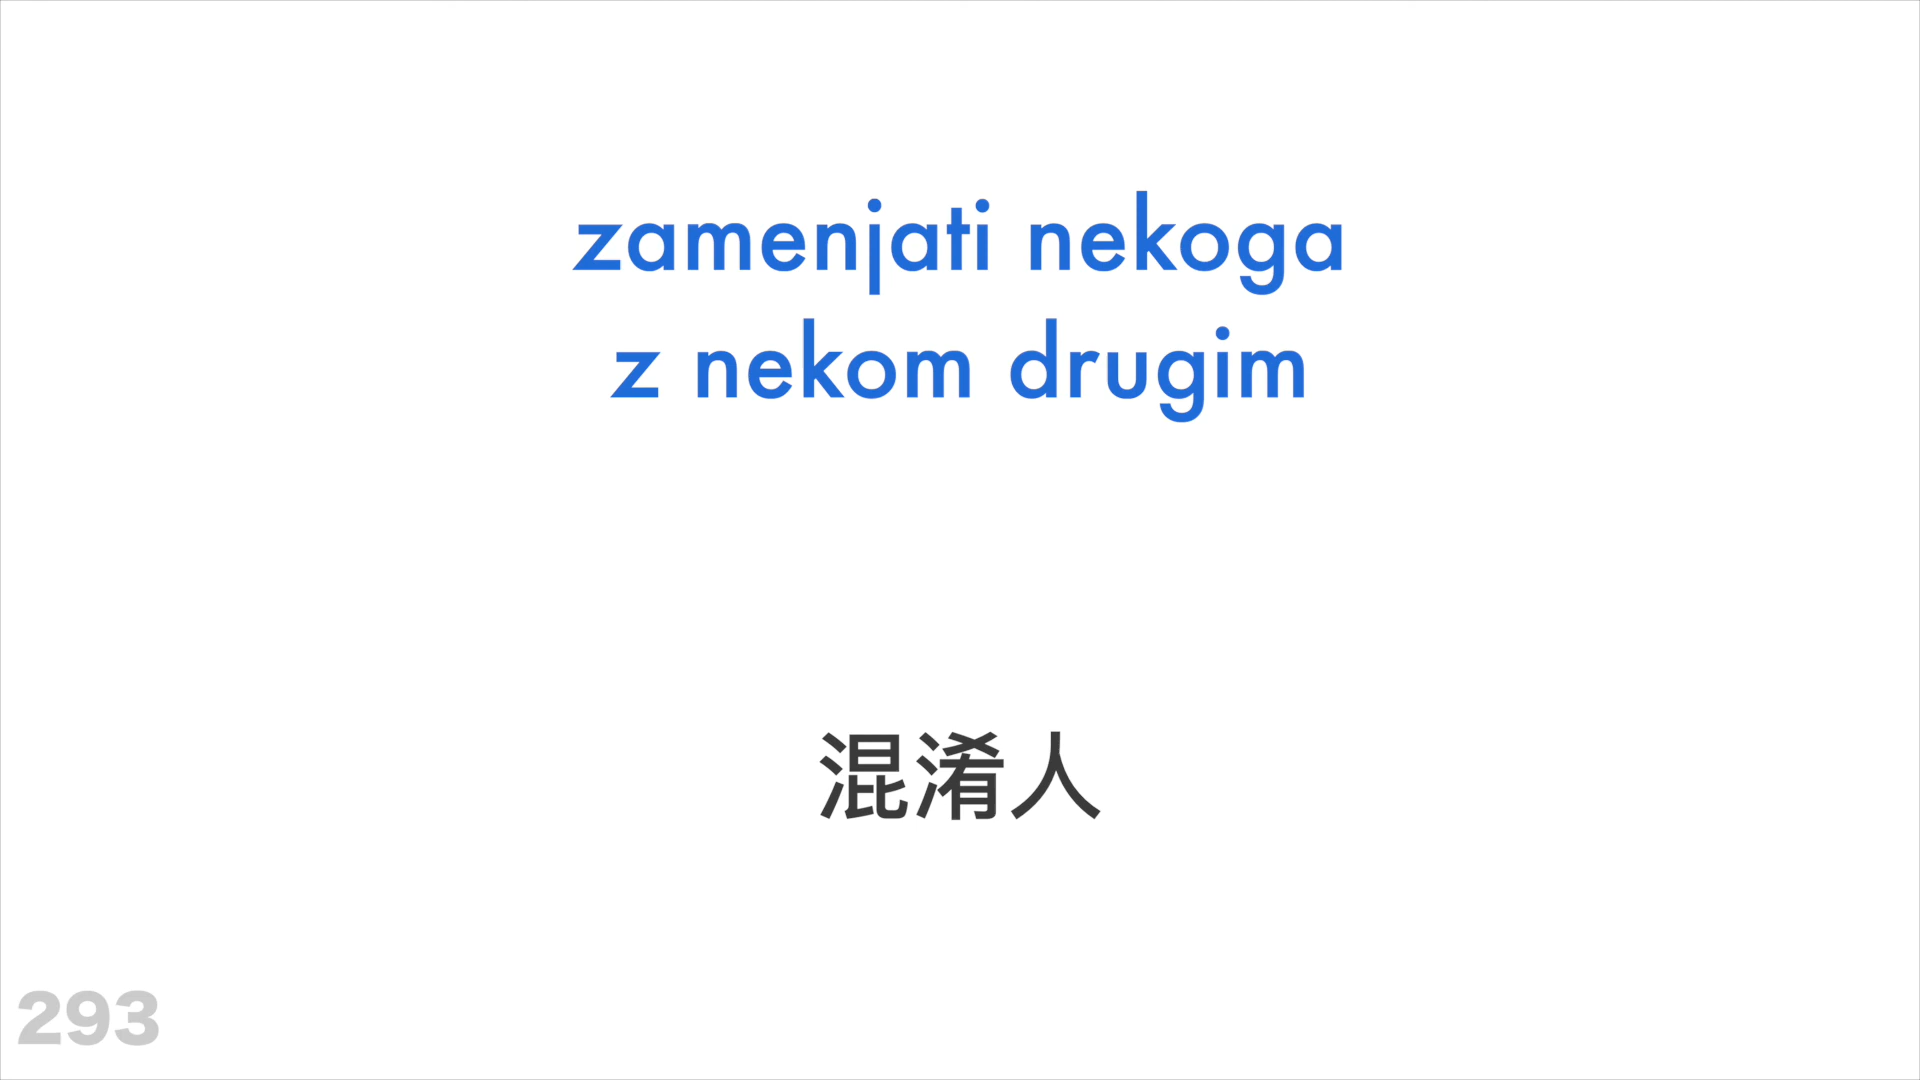 zamenjati nekoga
z nekom drugim
混淆人
293